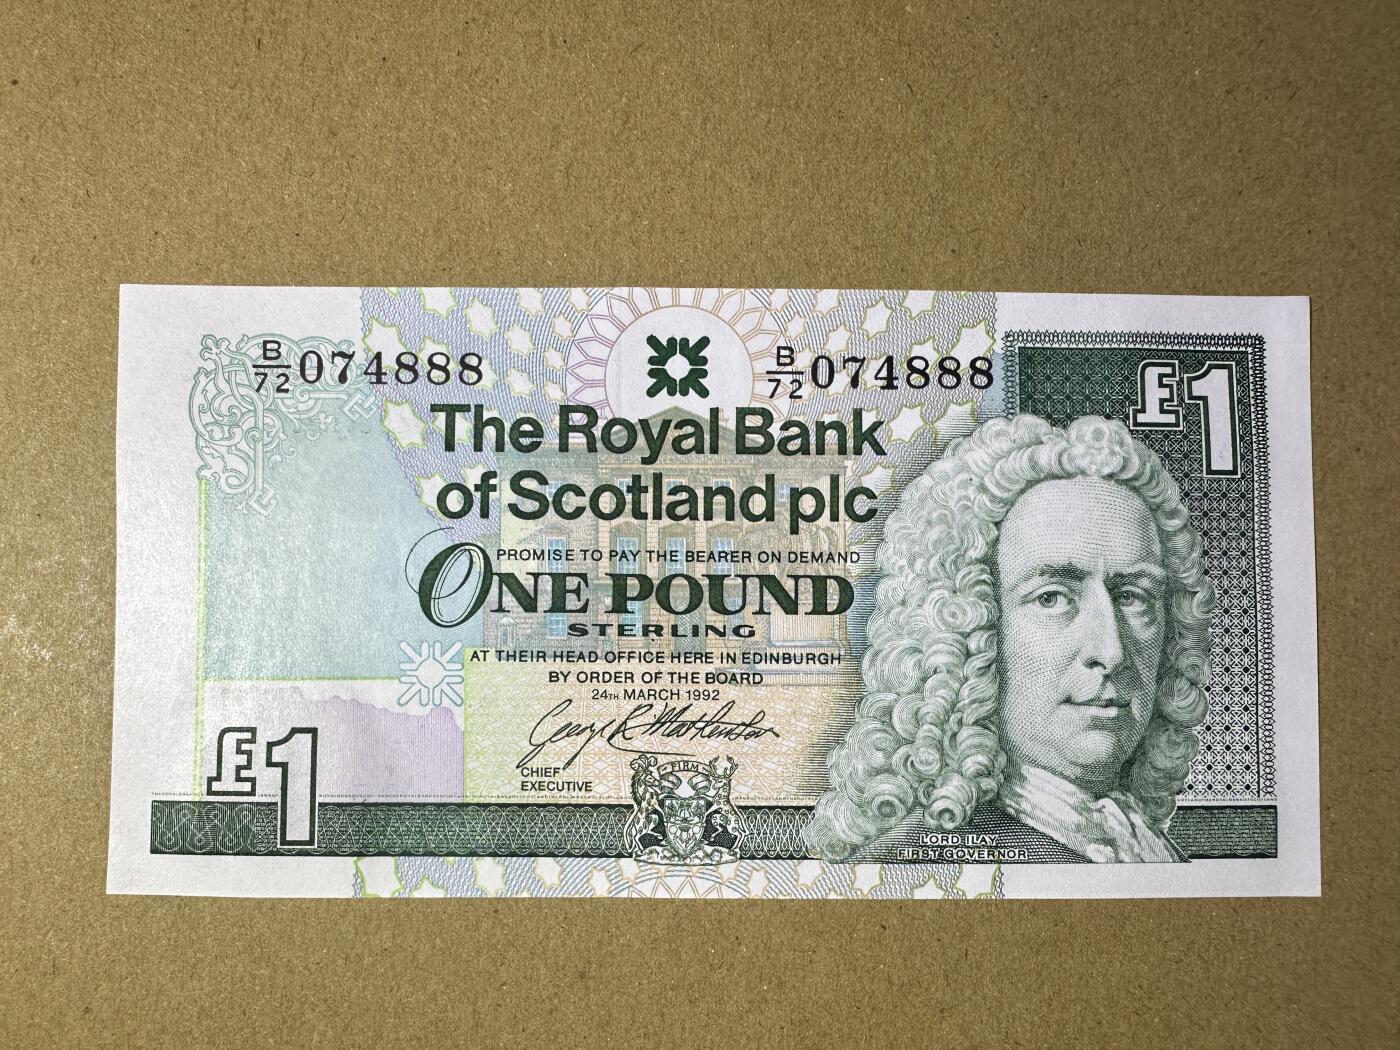 B/72 074888
B/72 074888
£1
The Royal Bank
of Scotland plc
PROMISE TO PAY THE BEARER ON DEMAND
ONE POUND
STERLING
AT THEIR HEAD OFFICE HERE IN EDINBURGH
BY ORDER OF THE BOARD
24TH MARCH 1992
CHIEF
EXECUTIVE
£1
FIRM
LORD ILAY
FIRST GOVERNOR